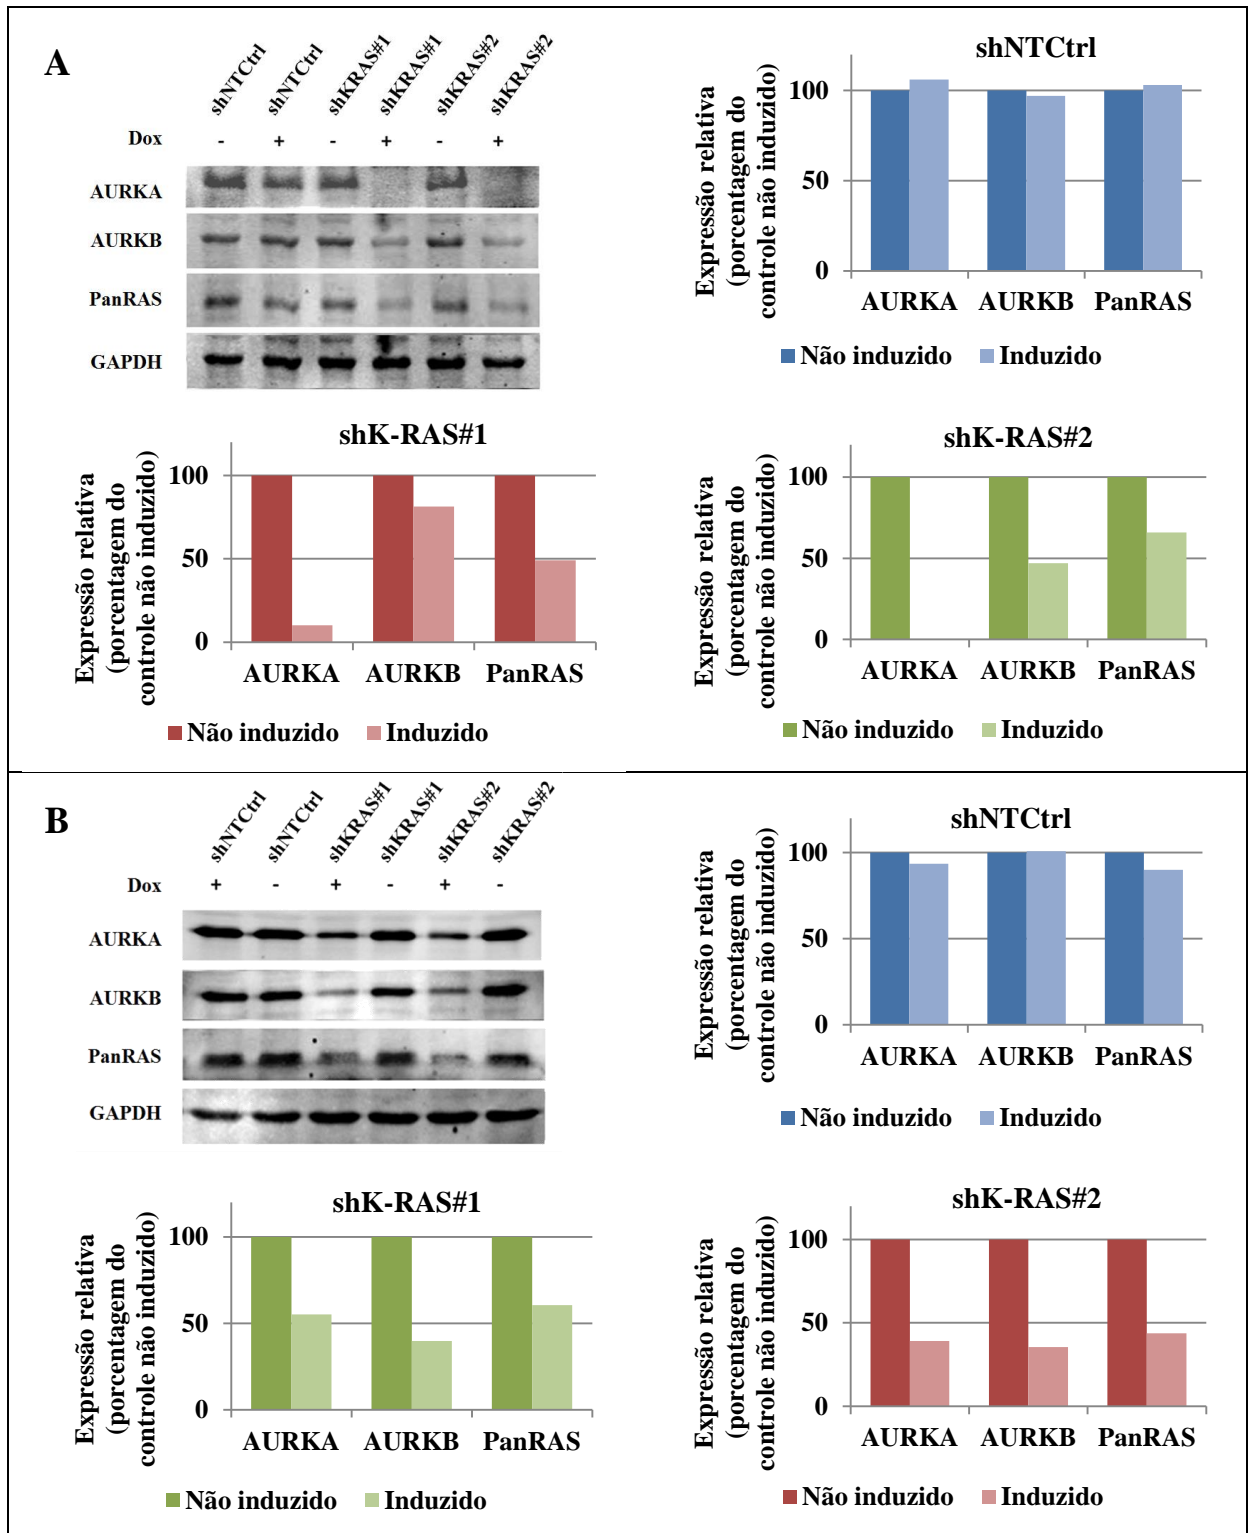 A
shNTCtrl shNTCtrl shKRAS#1 shKRAS#1 shKRAS#2 shKRAS#2
Dox - + - + - +
AURKA
AURKB
PanRAS
GAPDH
shNTCtrl
Expressão relativa
(porcentagem do
controle não induzido)
100
50
0
AURKA AURKB PanRAS
Não induzido Induzido
shK-RAS#1
Expressão relativa
(porcentagem do
controle não induzido)
100
50
0
AURKA AURKB PanRAS
Não induzido Induzido
shK-RAS#2
Expressão relativa
(porcentagem do
controle não induzido)
100
50
0
AURKA AURKB PanRAS
Não induzido Induzido
B
shNTCtrl shNTCtrl shKRAS#1 shKRAS#1 shKRAS#2 shKRAS#2
Dox + - + - + -
AURKA
AURKB
PanRAS
GAPDH
shNTCtrl
Expressão relativa
(porcentagem do
controle não induzido)
100
50
0
AURKA AURKB PanRAS
Não induzido Induzido
shK-RAS#1
Expressão relativa
(porcentagem do
controle não induzido)
100
50
0
AURKA AURKB PanRAS
Não induzido Induzido
shK-RAS#2
Expressão relativa
(porcentagem do
controle não induzido)
100
50
0
AURKA AURKB PanRAS
Não induzido Induzido